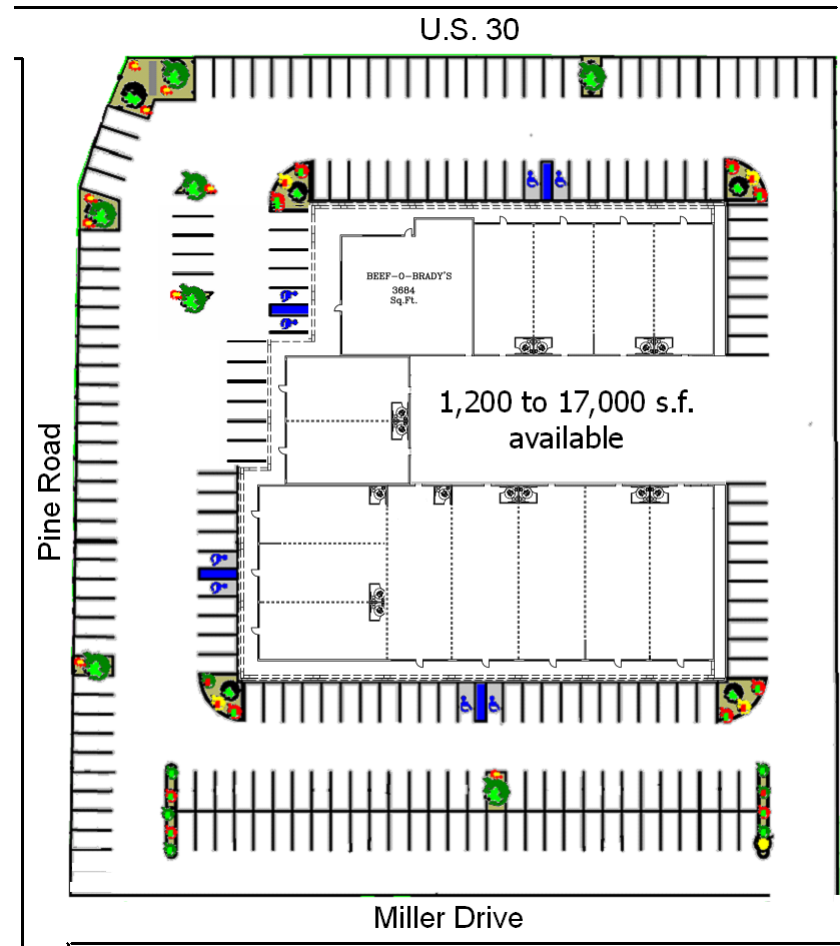 U.S. 30
BEEF-O-BRADY'S
3684
Sq.Ft.
1,200 to 17,000 s.f.
available
Pine Road
Miller Drive